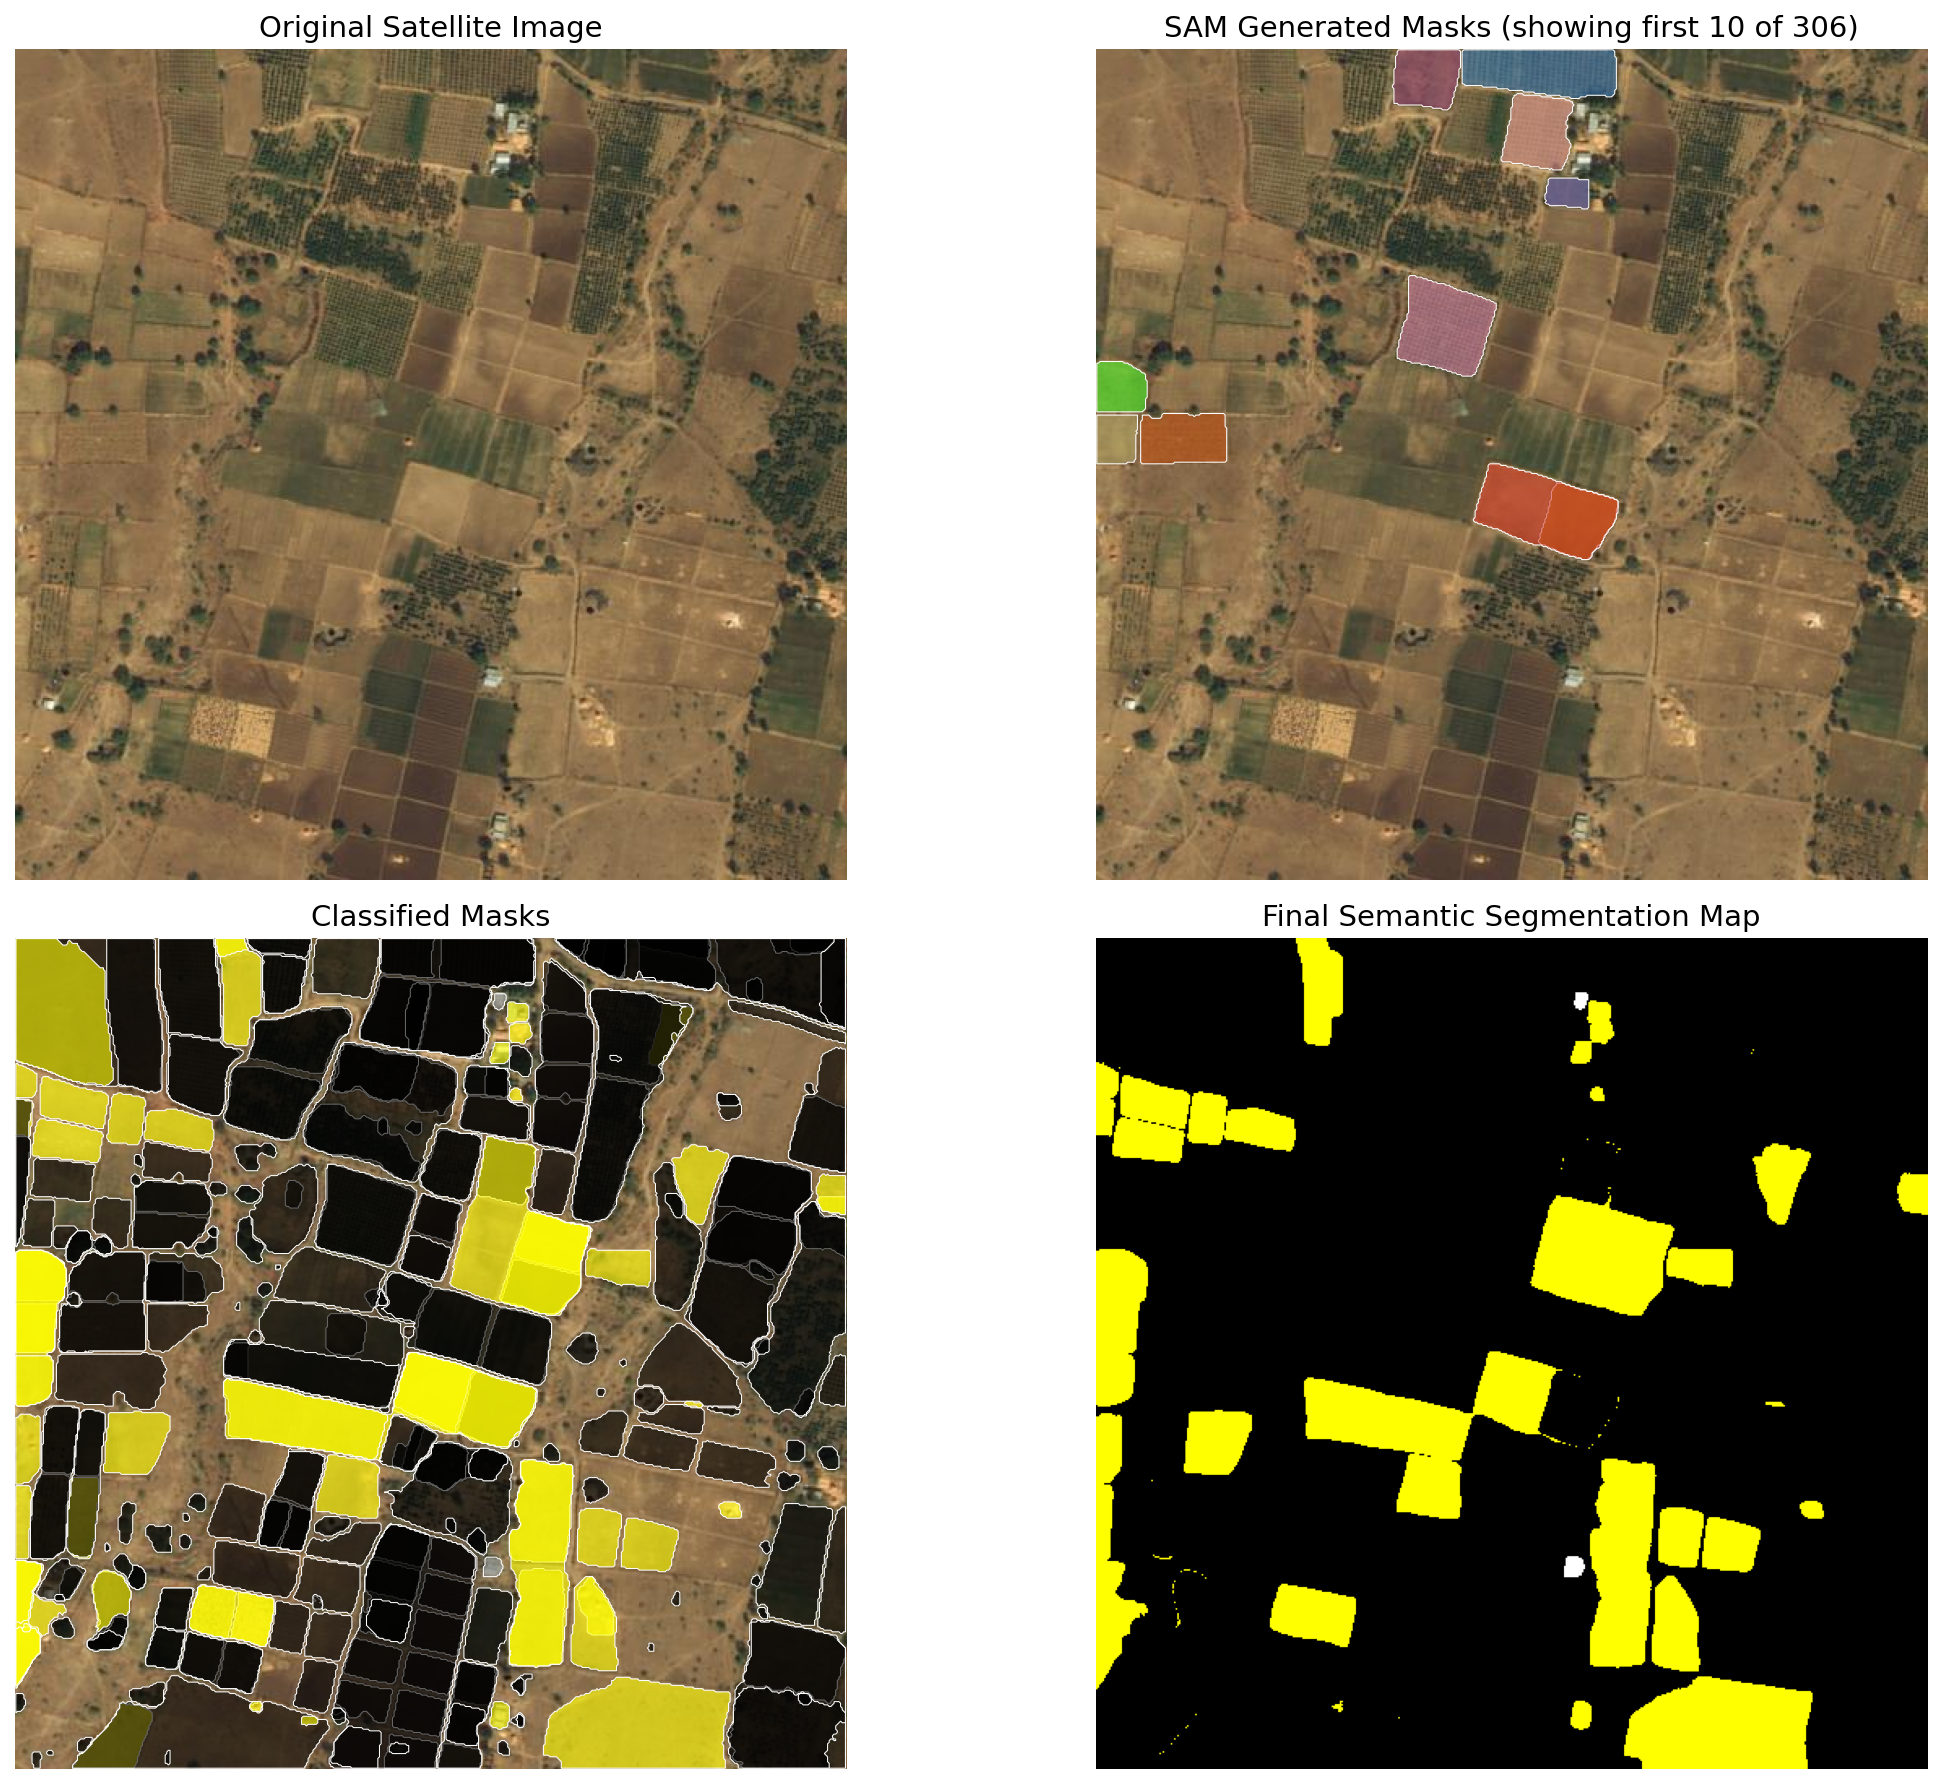 Original Satellite Image
SAM Generated Masks (showing first 10 of 306)
Classified Masks
Final Semantic Segmentation Map